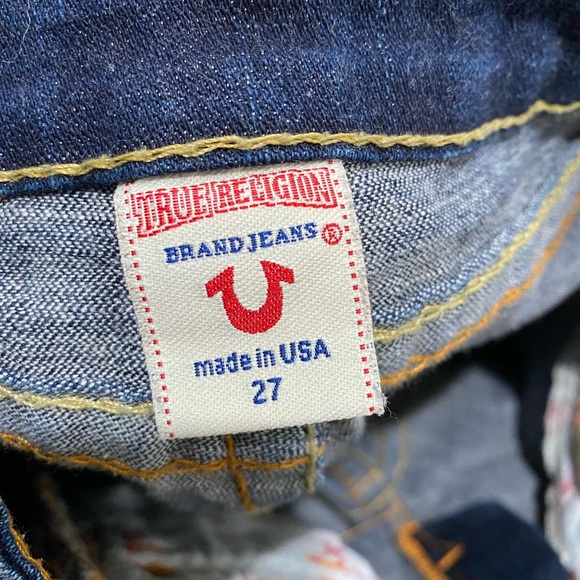 TRUE RELIGION
BRAND JEANS®
made in USA
27